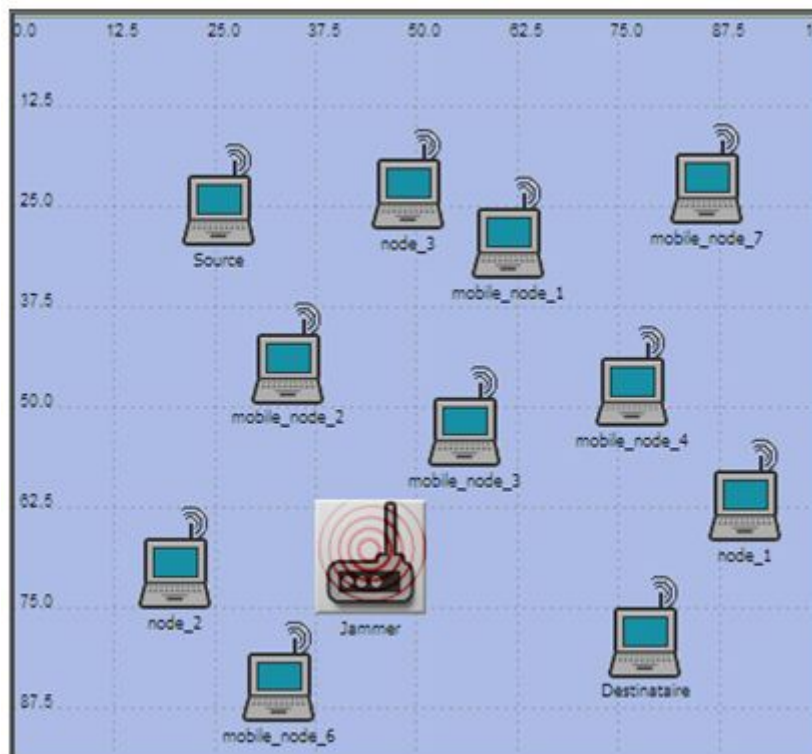 0.0 12.5 25.0 37.5 50.0 62.5 75.0 87.5 1
12.5
25.0
Source
node_3
mobile_node_7
mobile_node_1
37.5
50.0
mobile_node_2
mobile_node_4
mobile_node_3
62.5
node_1
75.0
node_2
Jammer
Destinataire
87.5
mobile_node_6